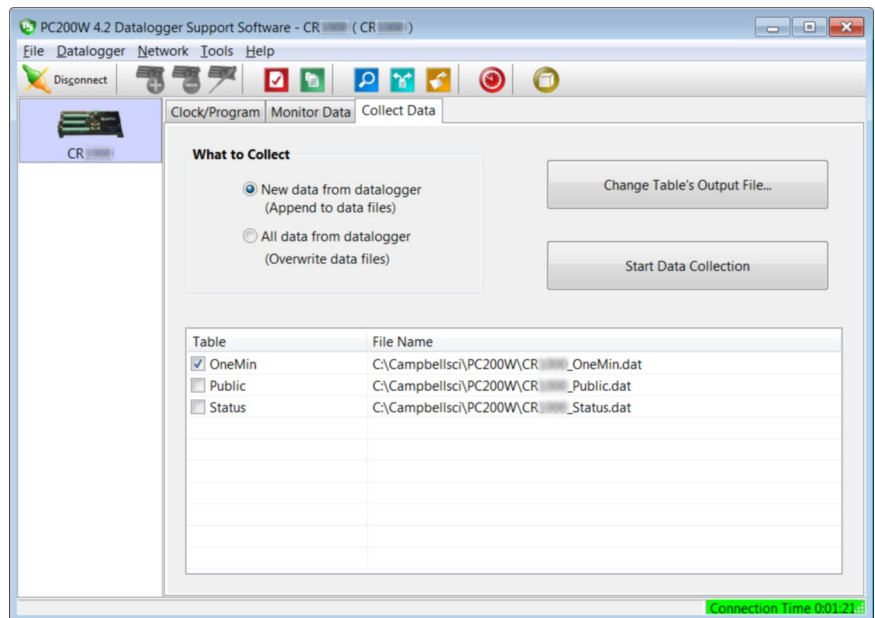 PC200W 4.2 Datalogger Support Software - CR ( CR )
File Datalogger Network Tools Help
Disconnect
CR
Clock/Program Monitor Data Collect Data
What to Collect
New data from datalogger
(Append to data files)
All data from datalogger
(Overwrite data files)
Change Table's Output File...
Start Data Collection
Table File Name
OneMin C:\Campbellsci\PC200W\CR _OneMin.dat
Public C:\Campbellsci\PC200W\CR _Public.dat
Status C:\Campbellsci\PC200W\CR _Status.dat
Connection Time 0:01:21